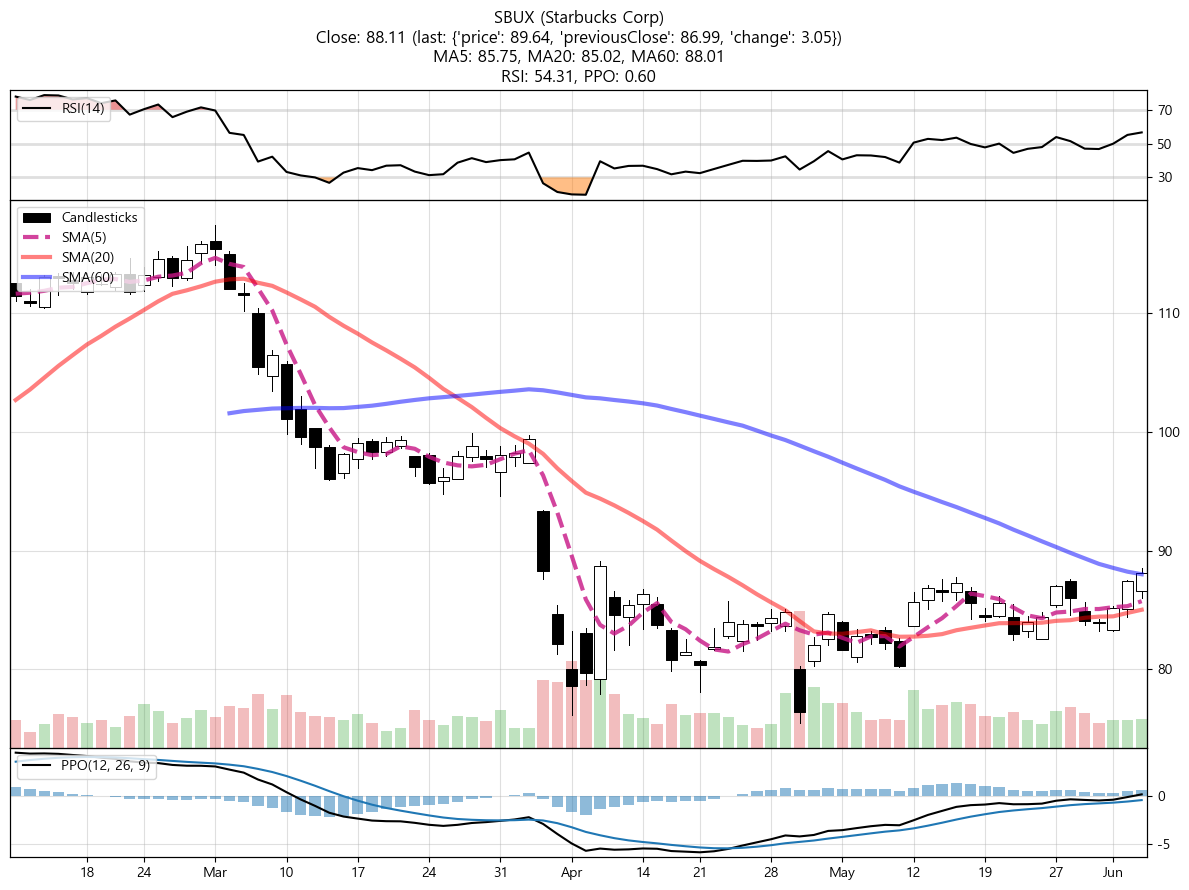 SBUX (Starbucks Corp)
Close: 88.11 (last: {'price': 89.64, 'previousClose': 86.99, 'change': 3.05})
MA5: 85.75, MA20: 85.02, MA60: 88.01
RSI: 54.31, PPO: 0.60
RSI(14)
70
50
30
Candlesticks
SMA(5)
SMA(20)
SMA(60)
110
100
90
80
PPO(12, 26, 9)
0
-5
18 24 Mar 10 17 24 31 Apr 14 21 28 May 12 19 27 Jun